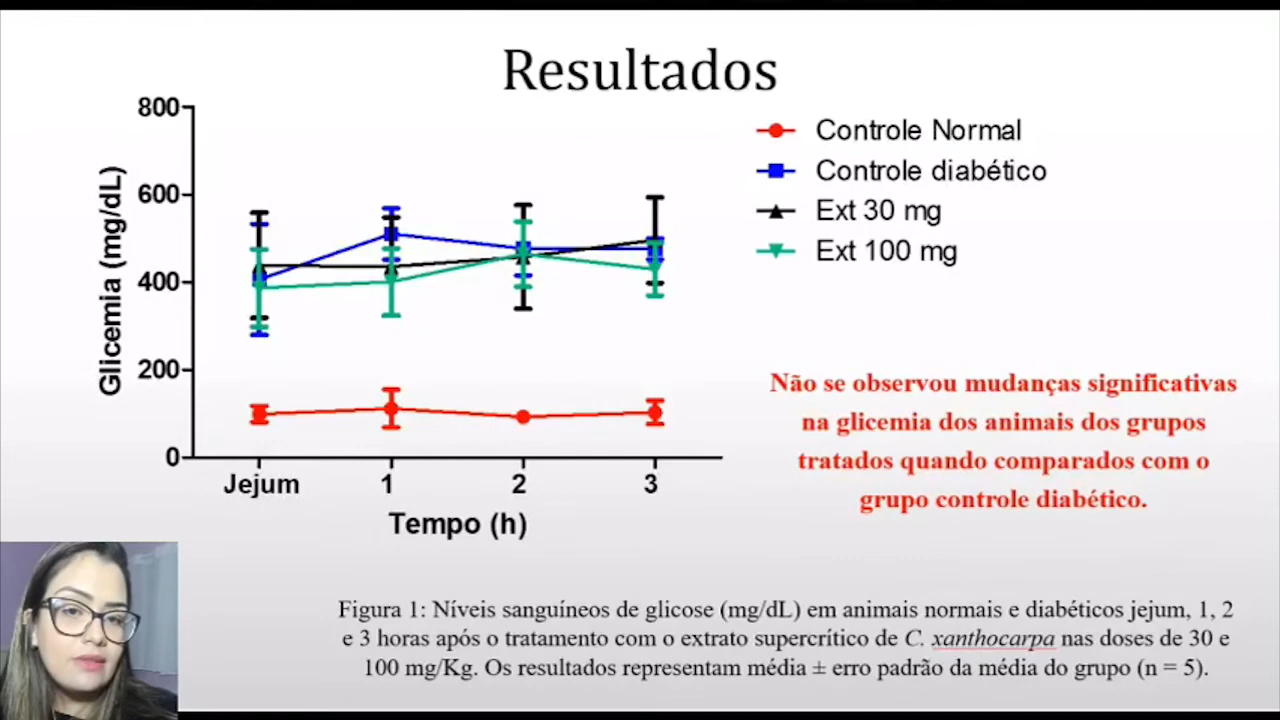 Resultados
800
600
400
200
0
Glicemia (mg/dL)
Jejum 1 2 3
Tempo (h)
Controle Normal
Controle diabético
Ext 30 mg
Ext 100 mg
Não se observou mudanças significativas
na glicemia dos animais dos grupos
tratados quando comparados com o
grupo controle diabético.
Figura 1: Níveis sanguíneos de glicose (mg/dL) em animais normais e diabéticos jejum, 1, 2
e 3 horas após o tratamento com o extrato supercrítico de C. xanthocarpa nas doses de 30 e
100 mg/Kg. Os resultados representam média ± erro padrão da média do grupo (n = 5).